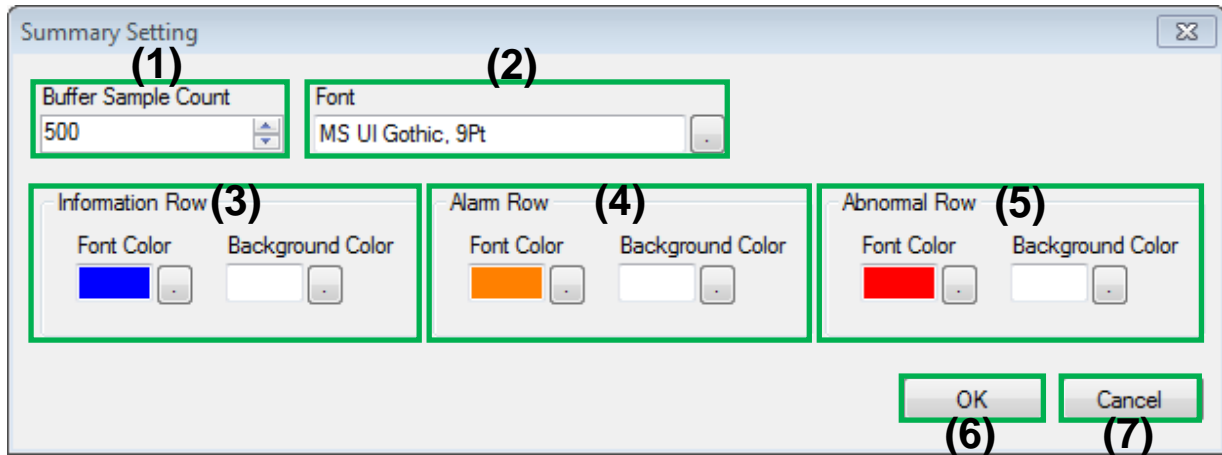 Summary Setting
(1) (2)
Buffer Sample Count Font
500 MS UI Gothic, 9Pt .
Information Row (3) Alarm Row (4) Abnormal Row (5)
Font Color Background Color Font Color Background Color Font Color Background Color
. . . . . .
OK Cancel
(6) (7)